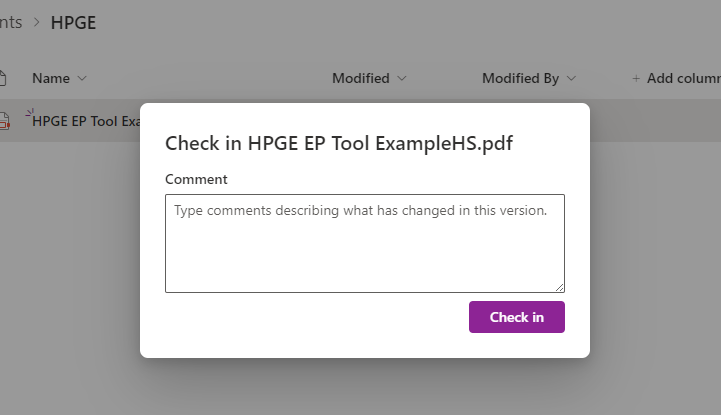 nts > HPGE
Name Modified Modified By + Add column
HPGE EP Tool Exa
Check in HPGE EP Tool ExampleHS.pdf
Comment
Type comments describing what has changed in this version.
Check in